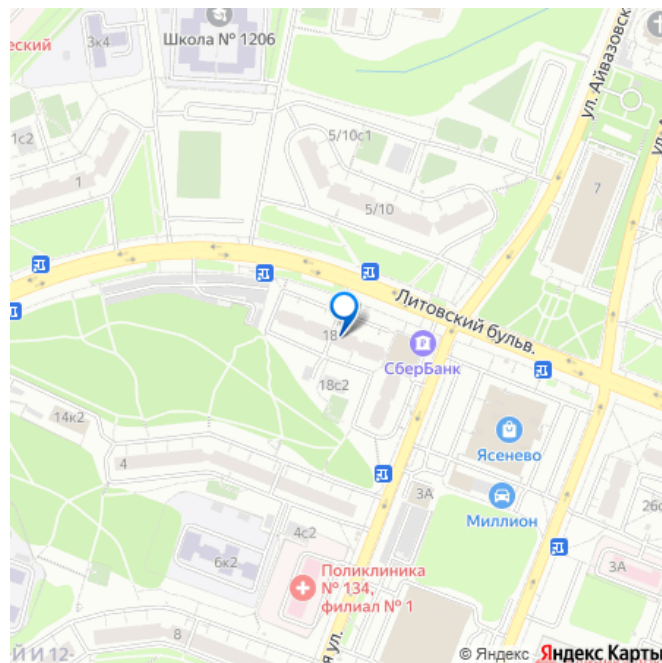 3к4
еский
Школа № 1206
ул. Айвазовск
1с2
5/10с1
1
5/10
7
Литовский бульв.
18
СберБанк
18с2
14к2
4
Ясенево
3А
Миллион
26с
4с2
6к2
3А
Поликлиника
№ 134,
филиал № 1
8
Й И 12-
я ул.
© Яндекс Яндекс Карты